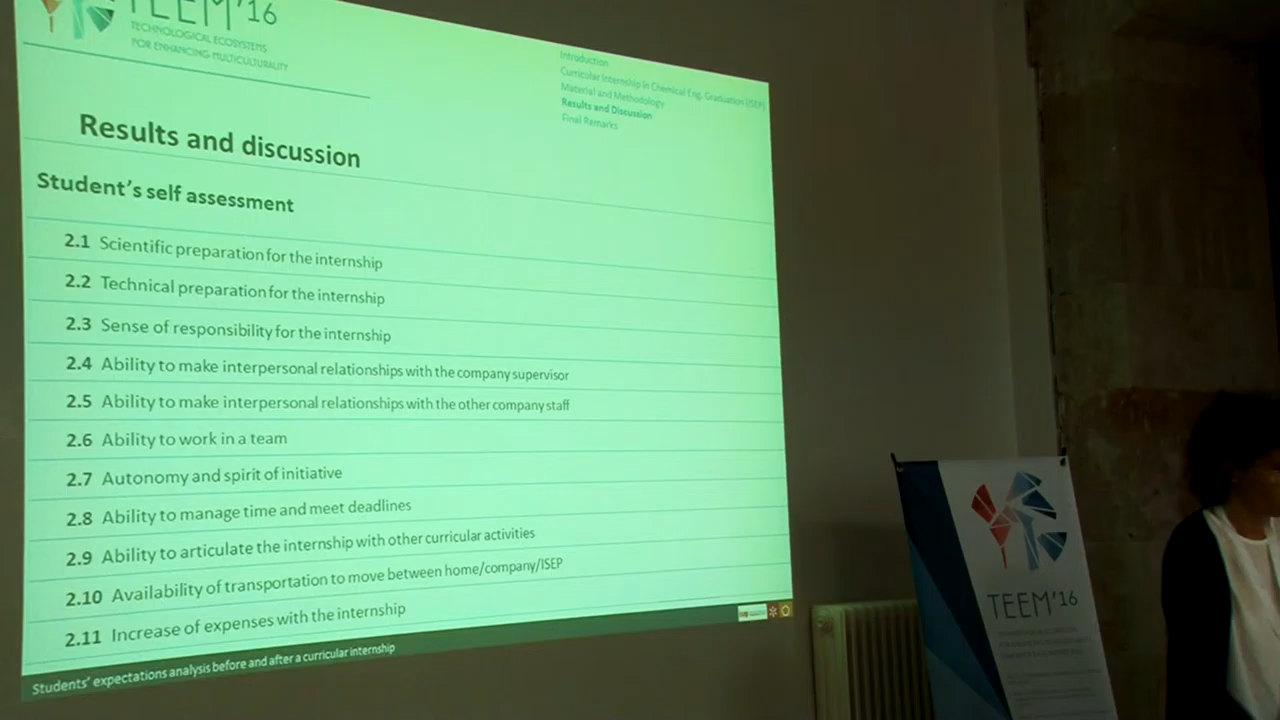 TEEM'16
TECHNOLOGICAL ECOSYSTEMS
FOR ENHANCING MULTICULTURALITY
Introduction
Curricular Internship in Chemical Eng. Graduation (ISEP)
Material and Methodology
Results and Discussion
Final Remarks
Results and discussion
Student's self assessment
2.1 Scientific preparation for the internship
2.2 Technical preparation for the internship
2.3 Sense of responsibility for the internship
2.4 Ability to make interpersonal relationships with the company supervisor
2.5 Ability to make interpersonal relationships with the other company staff
2.6 Ability to work in a team
2.7 Autonomy and spirit of initiative
2.8 Ability to manage time and meet deadlines
2.9 Ability to articulate the internship with other curricular activities
2.10 Availability of transportation to move between home/company/ISEP
2.11 Increase of expenses with the internship
Students' expectations analysis before and after a curricular internship
TEEM'16